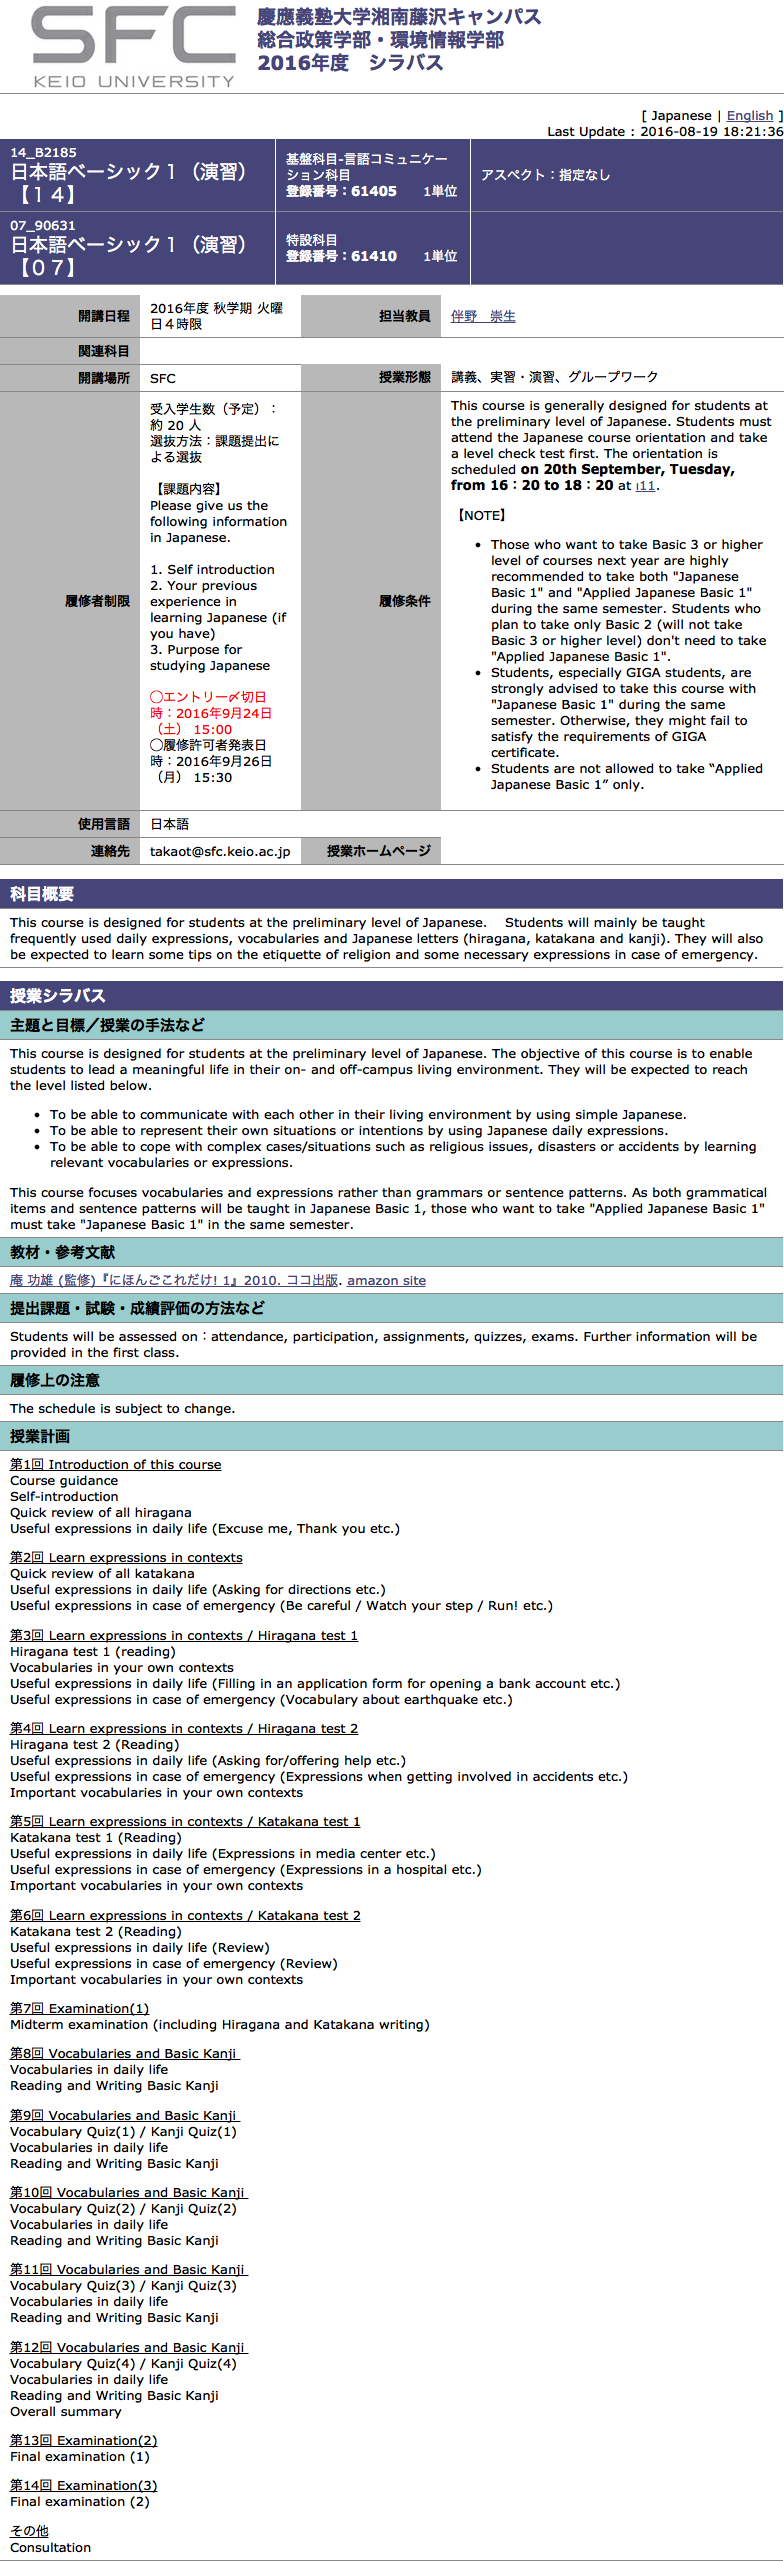 SFC
KEIO UNIVERSITY
慶應義塾大学湘南藤沢キャンパス
総合政策学部・環境情報学部
2016年度　シラバス
[ Japanese | English ]
Last Update : 2016-08-19 18:21:36
14_B2185
日本語ベーシック１（演習）
【１４】
基盤科目-言語コミュニケー
ション科目
登録番号：61405　　1単位
アスペクト：指定なし
07_90631
日本語ベーシック１（演習）
【０７】
特設科目
登録番号：61410　　1単位
開講日程
2016年度 秋学期 火曜
日４時限
担当教員
伴野　崇生
関連科目
開講場所
SFC
授業形態
講義、実習・演習、グループワーク
履修者制限
受入学生数（予定）：
約 20 人
選抜方法：課題提出に
よる選抜
【課題内容】
Please give us the
following information
in Japanese.
1. Self introduction
2. Your previous
experience in
learning Japanese (if
you have)
3. Purpose for
studying Japanese
◯エントリー〆切日
時：2016年9月24日
（土） 15:00
◯履修許可者発表日
時：2016年9月26日
（月） 15:30
履修条件
This course is generally designed for students at
the preliminary level of Japanese. Students must
attend the Japanese course orientation and take
a level check test first. The orientation is
scheduled on 20th September, Tuesday,
from 16：20 to 18：20 at ι11.
【NOTE】
• Those who want to take Basic 3 or higher
level of courses next year are highly
recommended to take both "Japanese
Basic 1" and "Applied Japanese Basic 1"
during the same semester. Students who
plan to take only Basic 2 (will not take
Basic 3 or higher level) don't need to take
"Applied Japanese Basic 1".
• Students, especially GIGA students, are
strongly advised to take this course with
"Japanese Basic 1" during the same
semester. Otherwise, they might fail to
satisfy the requirements of GIGA
certificate.
• Students are not allowed to take “Applied
Japanese Basic 1” only.
使用言語
日本語
連絡先
takaot@sfc.keio.ac.jp
授業ホームページ
科目概要
This course is designed for students at the preliminary level of Japanese.　Students will mainly be taught
frequently used daily expressions, vocabularies and Japanese letters (hiragana, katakana and kanji). They will also
be expected to learn some tips on the etiquette of religion and some necessary expressions in case of emergency.
授業シラバス
主題と目標／授業の手法など
This course is designed for students at the preliminary level of Japanese. The objective of this course is to enable
students to lead a meaningful life in their on- and off-campus living environment. They will be expected to reach
the level listed below.
• To be able to communicate with each other in their living environment by using simple Japanese.
• To be able to represent their own situations or intentions by using Japanese daily expressions.
• To be able to cope with complex cases/situations such as religious issues, disasters or accidents by learning
relevant vocabularies or expressions.
This course focuses vocabularies and expressions rather than grammars or sentence patterns. As both grammatical
items and sentence patterns will be taught in Japanese Basic 1, those who want to take "Applied Japanese Basic 1"
must take "Japanese Basic 1" in the same semester.
教材・参考文献
庵 功雄 (監修)『にほんごこれだけ! 1』2010. ココ出版. amazon site
提出課題・試験・成績評価の方法など
Students will be assessed on：attendance, participation, assignments, quizzes, exams. Further information will be
provided in the first class.
履修上の注意
The schedule is subject to change.
授業計画
第1回 Introduction of this course
Course guidance
Self-introduction
Quick review of all hiragana
Useful expressions in daily life (Excuse me, Thank you etc.)
第2回 Learn expressions in contexts
Quick review of all katakana
Useful expressions in daily life (Asking for directions etc.)
Useful expressions in case of emergency (Be careful / Watch your step / Run! etc.)
第3回 Learn expressions in contexts / Hiragana test 1
Hiragana test 1 (reading)
Vocabularies in your own contexts
Useful expressions in daily life (Filling in an application form for opening a bank account etc.)
Useful expressions in case of emergency (Vocabulary about earthquake etc.)
第4回 Learn expressions in contexts / Hiragana test 2
Hiragana test 2 (Reading)
Useful expressions in daily life (Asking for/offering help etc.)
Useful expressions in case of emergency (Expressions when getting involved in accidents etc.)
Important vocabularies in your own contexts
第5回 Learn expressions in contexts / Katakana test 1
Katakana test 1 (Reading)
Useful expressions in daily life (Expressions in media center etc.)
Useful expressions in case of emergency (Expressions in a hospital etc.)
Important vocabularies in your own contexts
第6回 Learn expressions in contexts / Katakana test 2
Katakana test 2 (Reading)
Useful expressions in daily life (Review)
Useful expressions in case of emergency (Review)
Important vocabularies in your own contexts
第7回 Examination(1)
Midterm examination (including Hiragana and Katakana writing)
第8回 Vocabularies and Basic Kanji
Vocabularies in daily life
Reading and Writing Basic Kanji
第9回 Vocabularies and Basic Kanji
Vocabulary Quiz(1) / Kanji Quiz(1)
Vocabularies in daily life
Reading and Writing Basic Kanji
第10回 Vocabularies and Basic Kanji
Vocabulary Quiz(2) / Kanji Quiz(2)
Vocabularies in daily life
Reading and Writing Basic Kanji
第11回 Vocabularies and Basic Kanji
Vocabulary Quiz(3) / Kanji Quiz(3)
Vocabularies in daily life
Reading and Writing Basic Kanji
第12回 Vocabularies and Basic Kanji
Vocabulary Quiz(4) / Kanji Quiz(4)
Vocabularies in daily life
Reading and Writing Basic Kanji
Overall summary
第13回 Examination(2)
Final examination (1)
第14回 Examination(3)
Final examination (2)
その他
Consultation